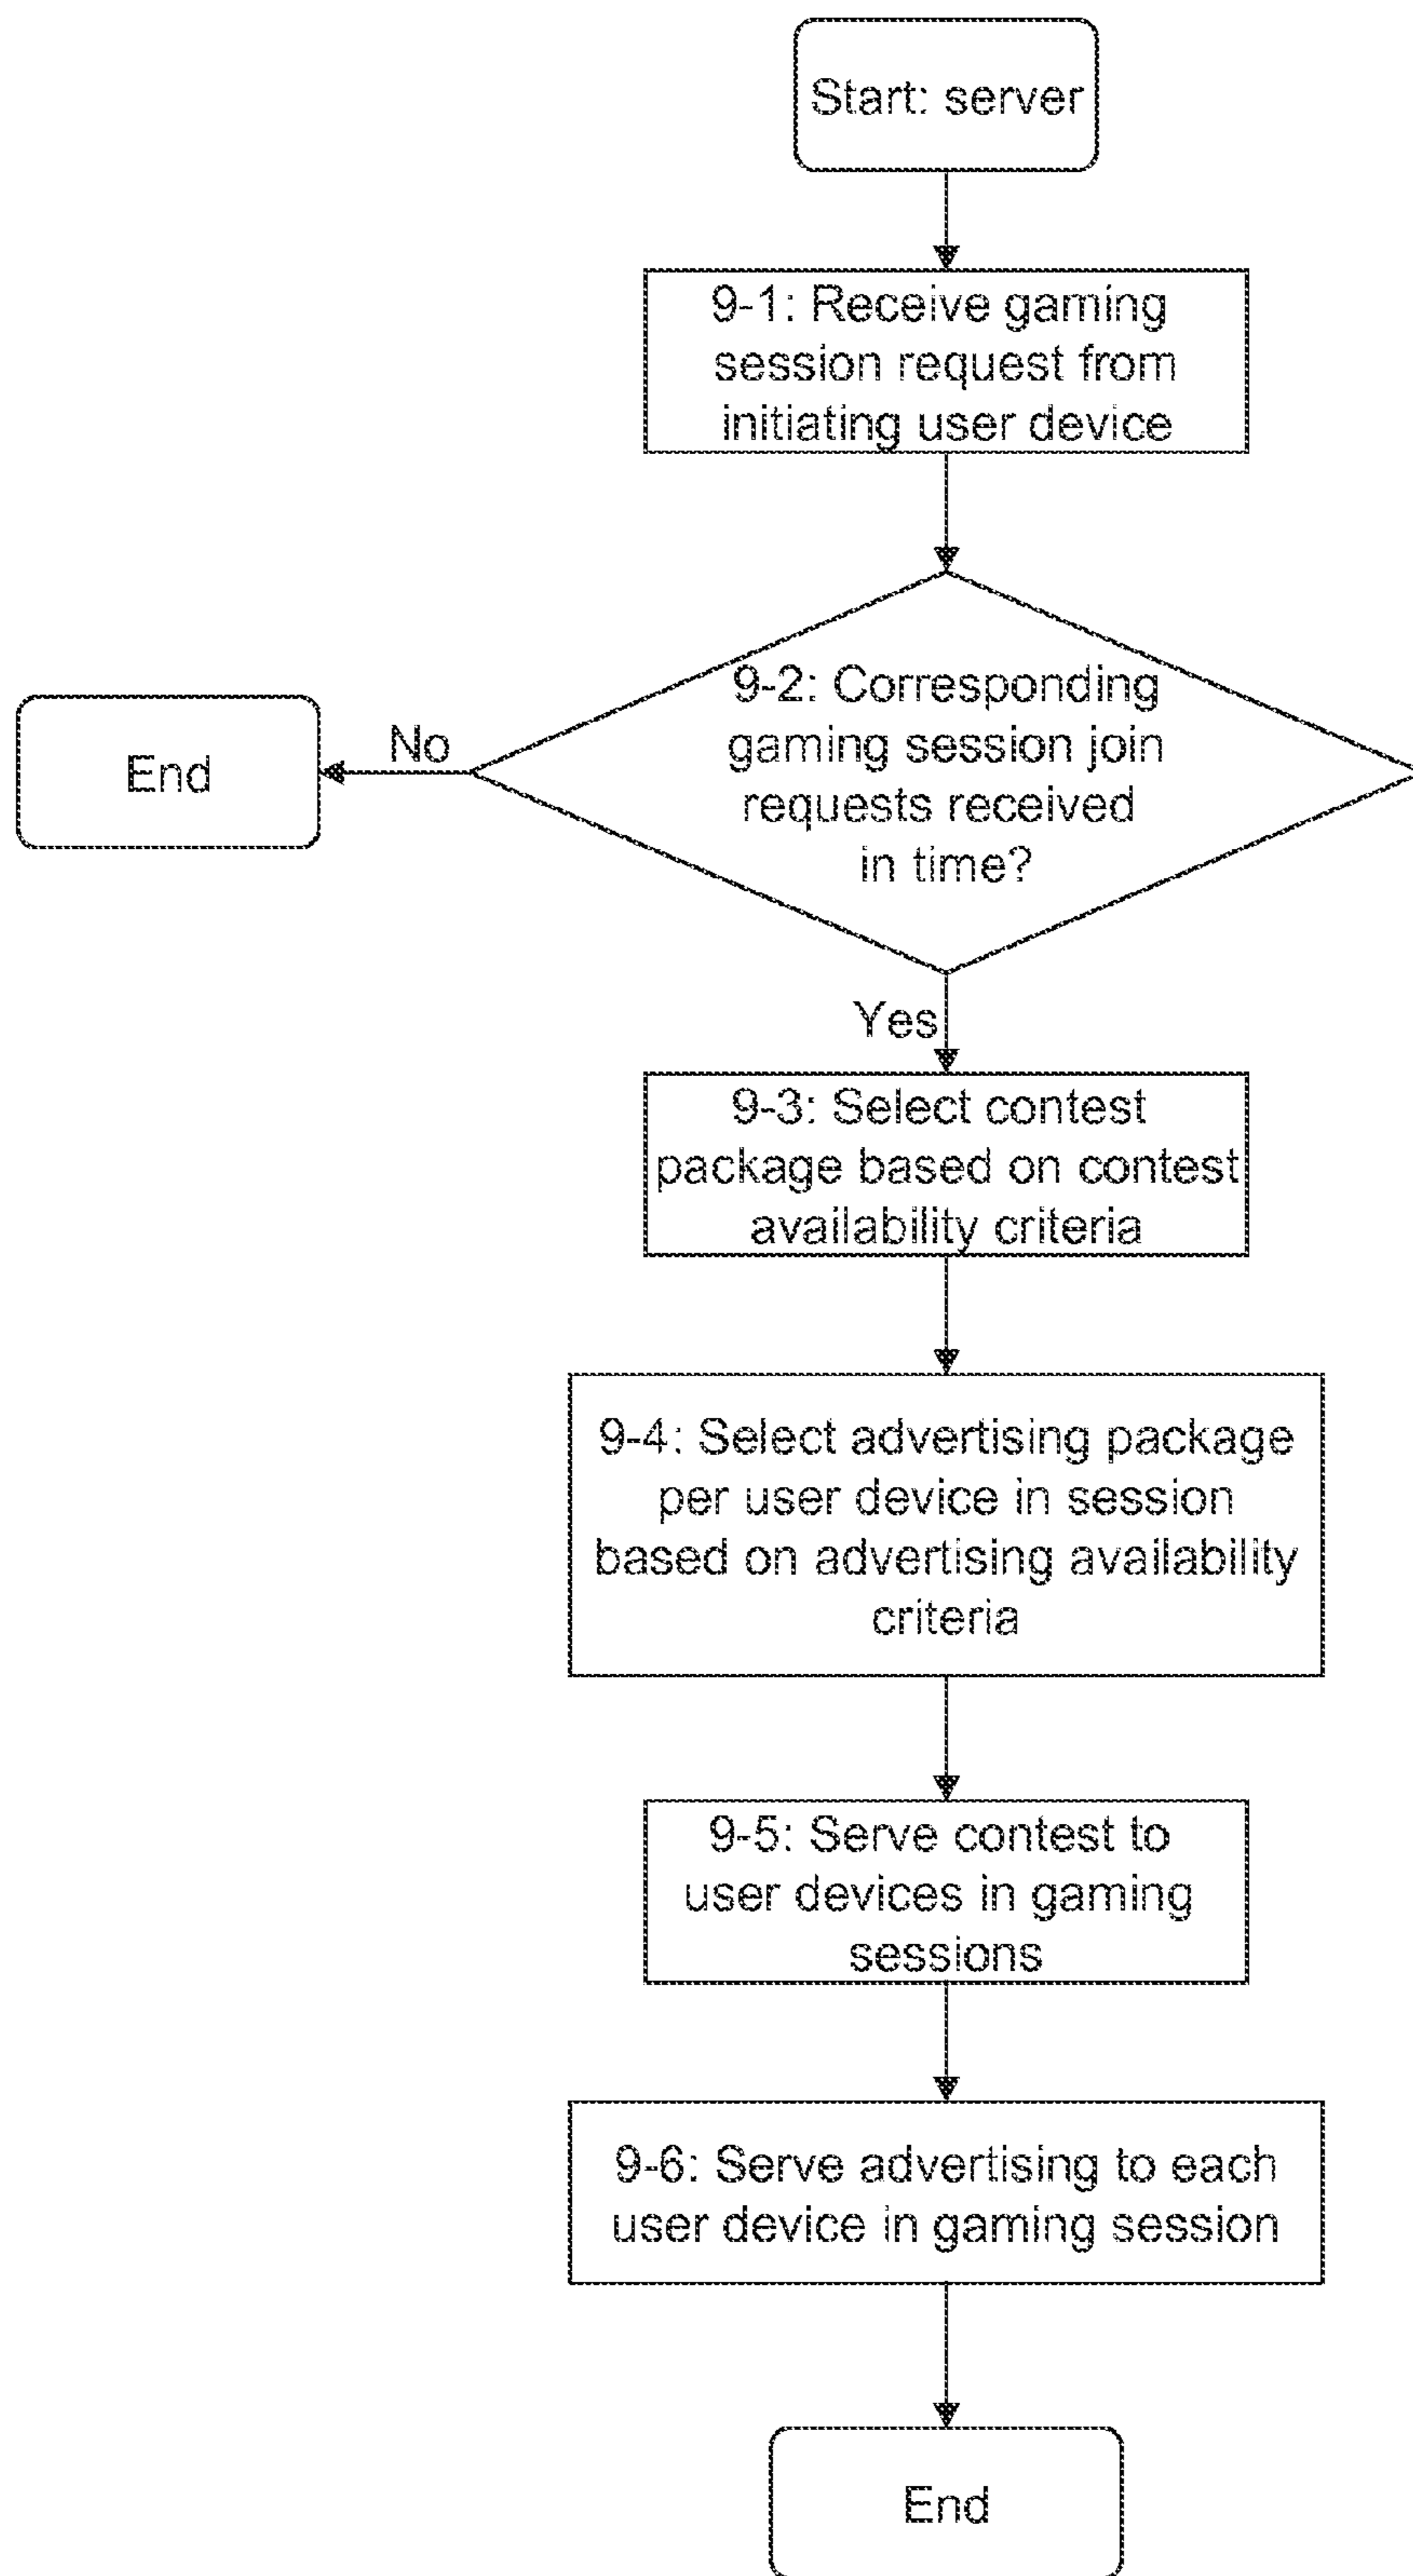 Start: server
9-1: Receive gaming
session request from
initiating user device
9-2: Corresponding
gaming session join
requests received
in time?
No
End
Yes
9-3: Select contest
package based on contest
availability criteria
9-4: Select advertising package
per user device in session
based on advertising availability
criteria
9-5: Serve contest to
user devices in gaming
sessions
9-6: Serve advertising to each
user device in gaming session
End